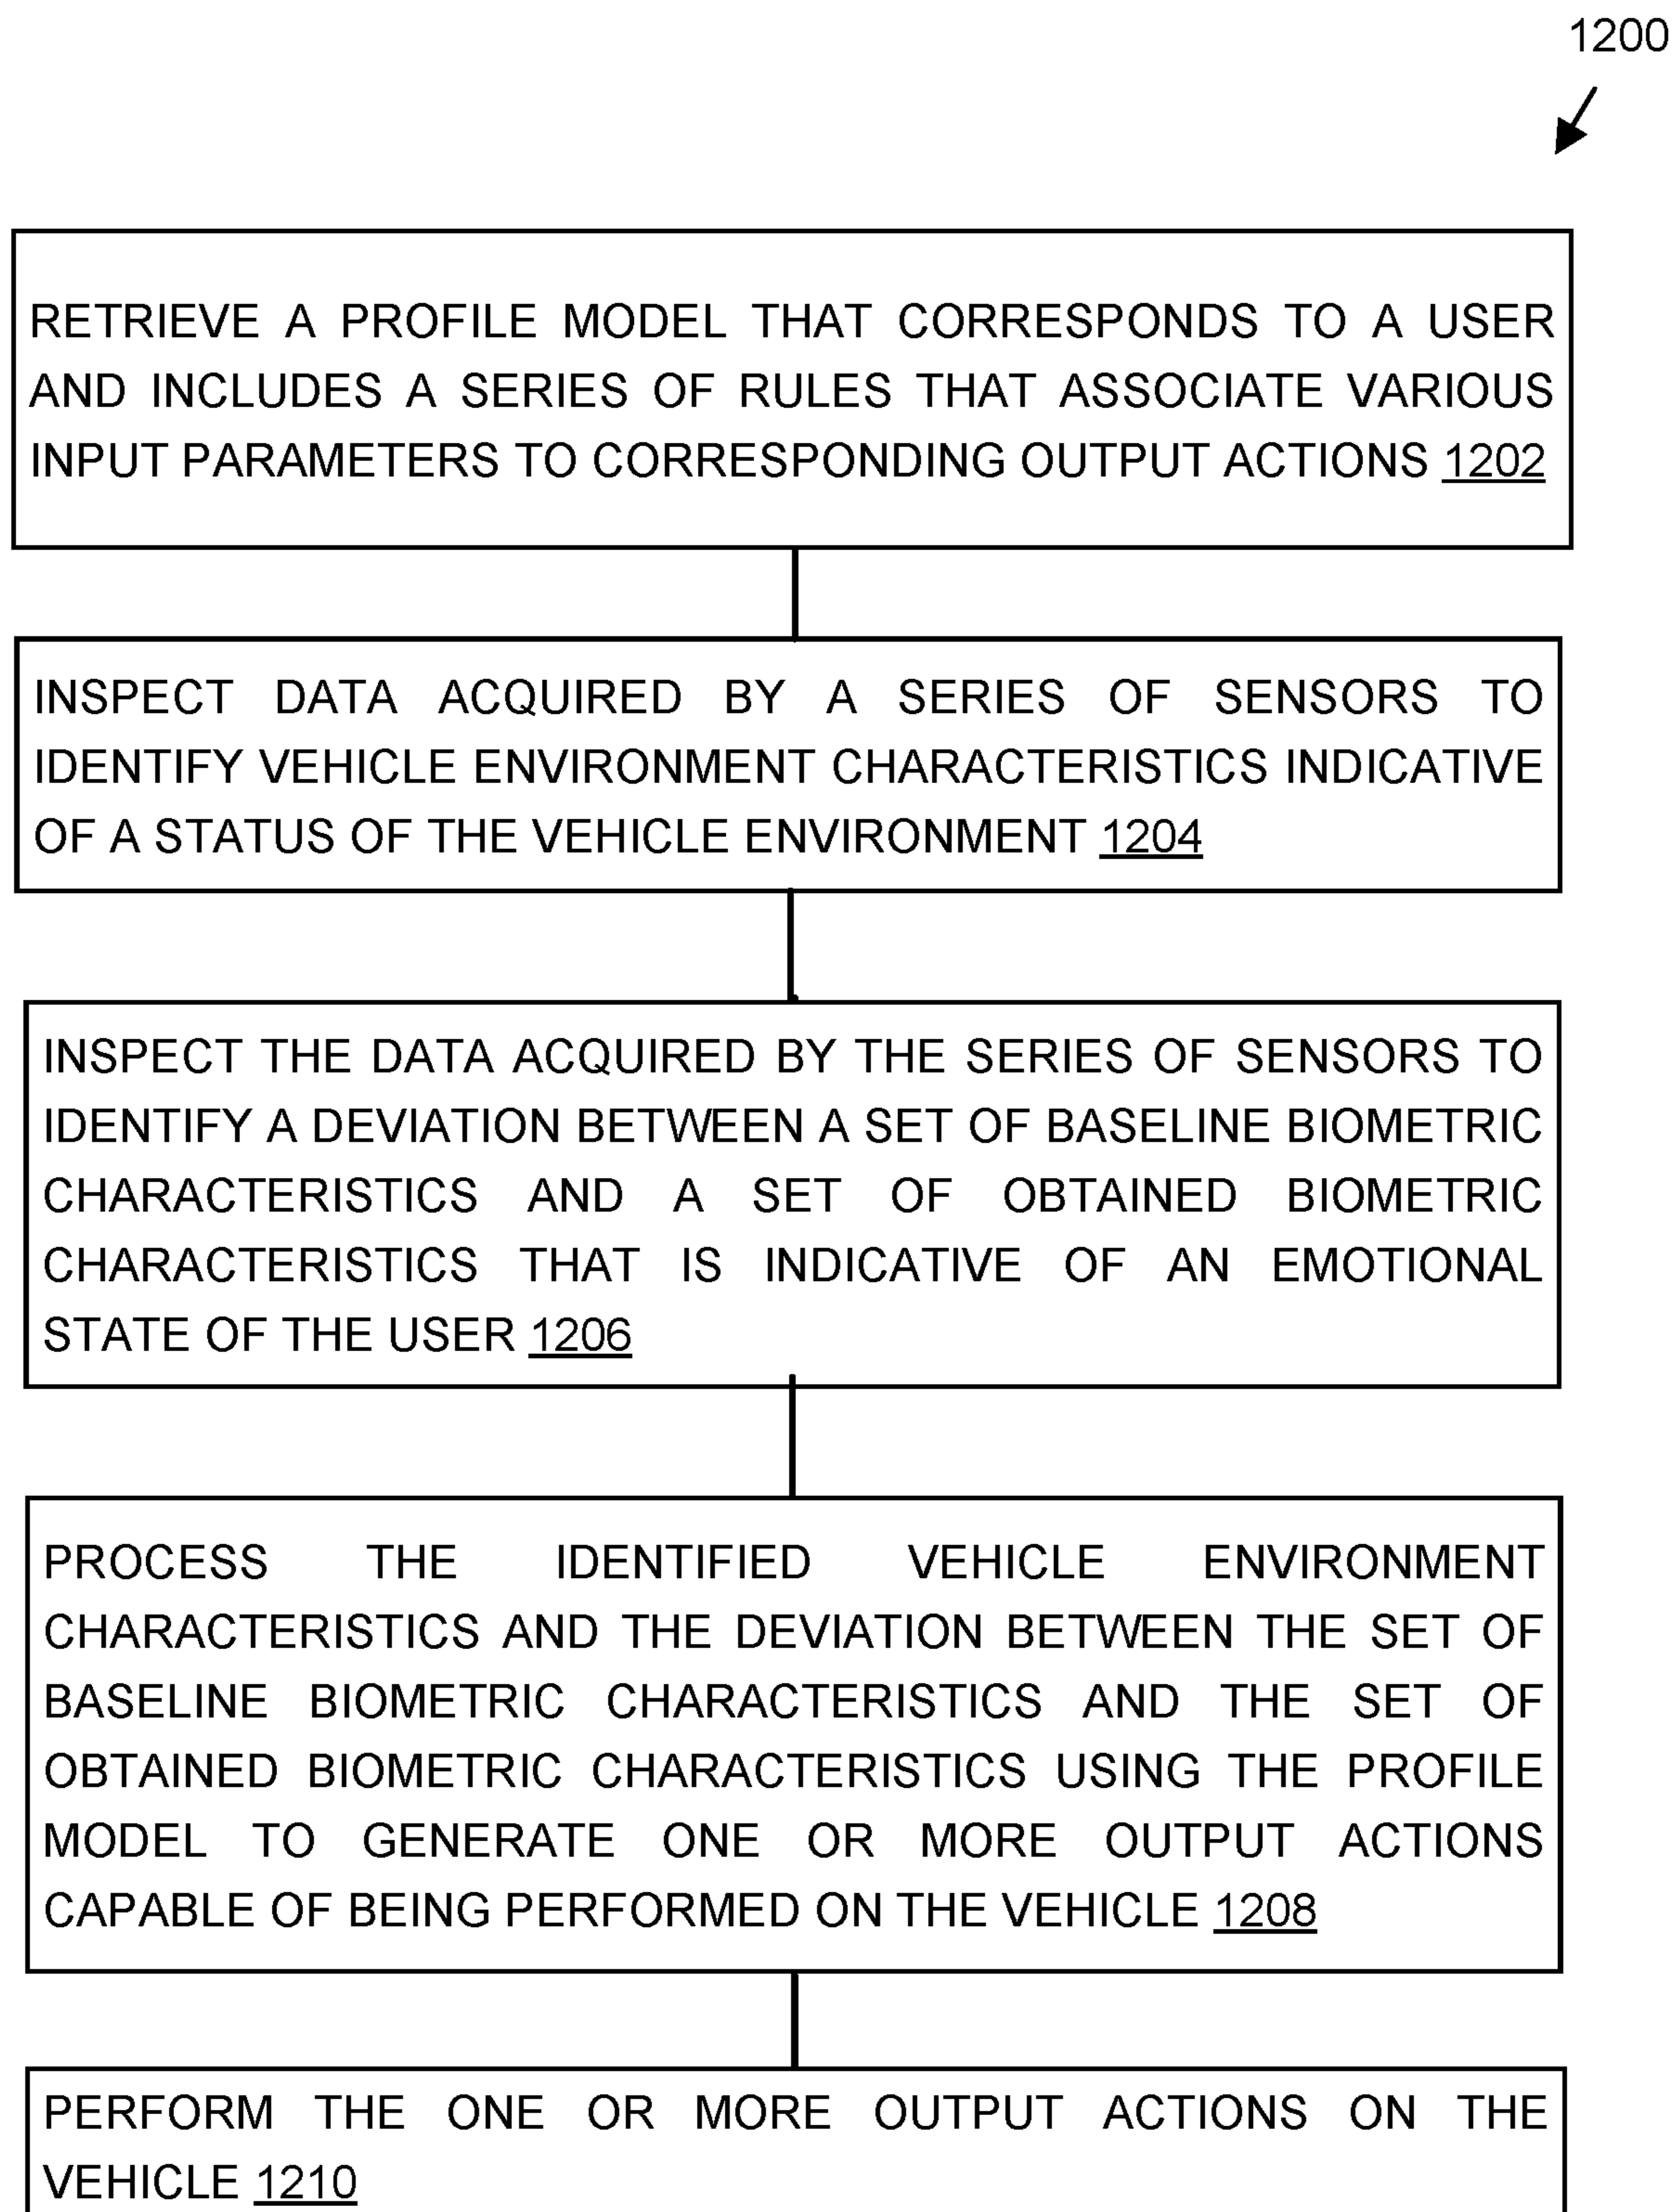 1200
RETRIEVE A PROFILE MODEL THAT CORRESPONDS TO A USER
AND INCLUDES A SERIES OF RULES THAT ASSOCIATE VARIOUS
INPUT PARAMETERS TO CORRESPONDING OUTPUT ACTIONS 1202
INSPECT DATA ACQUIRED BY A SERIES OF SENSORS TO
IDENTIFY VEHICLE ENVIRONMENT CHARACTERISTICS INDICATIVE
OF A STATUS OF THE VEHICLE ENVIRONMENT 1204
INSPECT THE DATA ACQUIRED BY THE SERIES OF SENSORS TO
IDENTIFY A DEVIATION BETWEEN A SET OF BASELINE BIOMETRIC
CHARACTERISTICS AND A SET OF OBTAINED BIOMETRIC
CHARACTERISTICS THAT IS INDICATIVE OF AN EMOTIONAL
STATE OF THE USER 1206
PROCESS THE IDENTIFIED VEHICLE ENVIRONMENT
CHARACTERISTICS AND THE DEVIATION BETWEEN THE SET OF
BASELINE BIOMETRIC CHARACTERISTICS AND THE SET OF
OBTAINED BIOMETRIC CHARACTERISTICS USING THE PROFILE
MODEL TO GENERATE ONE OR MORE OUTPUT ACTIONS
CAPABLE OF BEING PERFORMED ON THE VEHICLE 1208
PERFORM THE ONE OR MORE OUTPUT ACTIONS ON THE
VEHICLE 1210